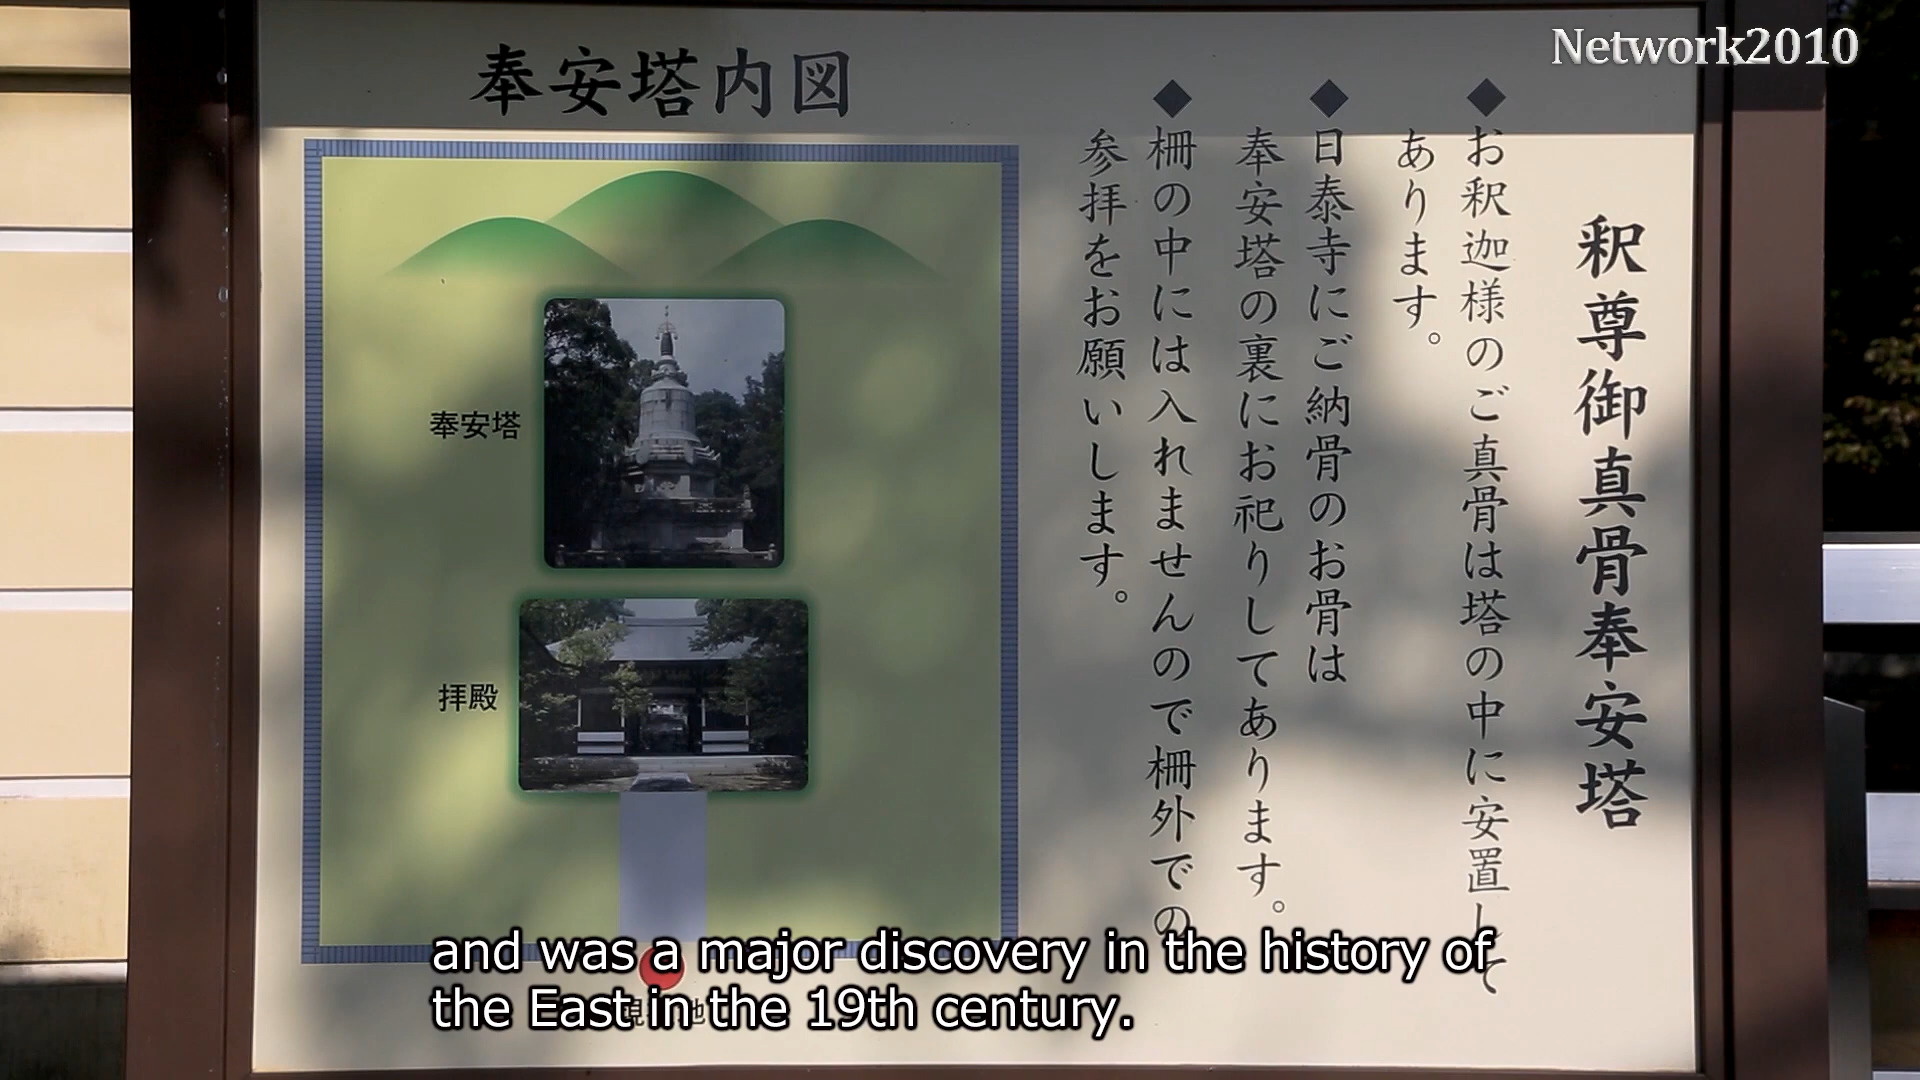 Network2010
釈尊御真骨奉安塔
◆お釈迦様のご真骨は塔の中に安置して
あります。
◆日泰寺にご納骨のお骨は
奉安塔の裏にお祀りしてあります。
◆柵の中には入れませんので柵外での
参拝をお願いします。
奉安塔内図
奉安塔
拝殿
and was a major discovery in the history of
the East in the 19th century.